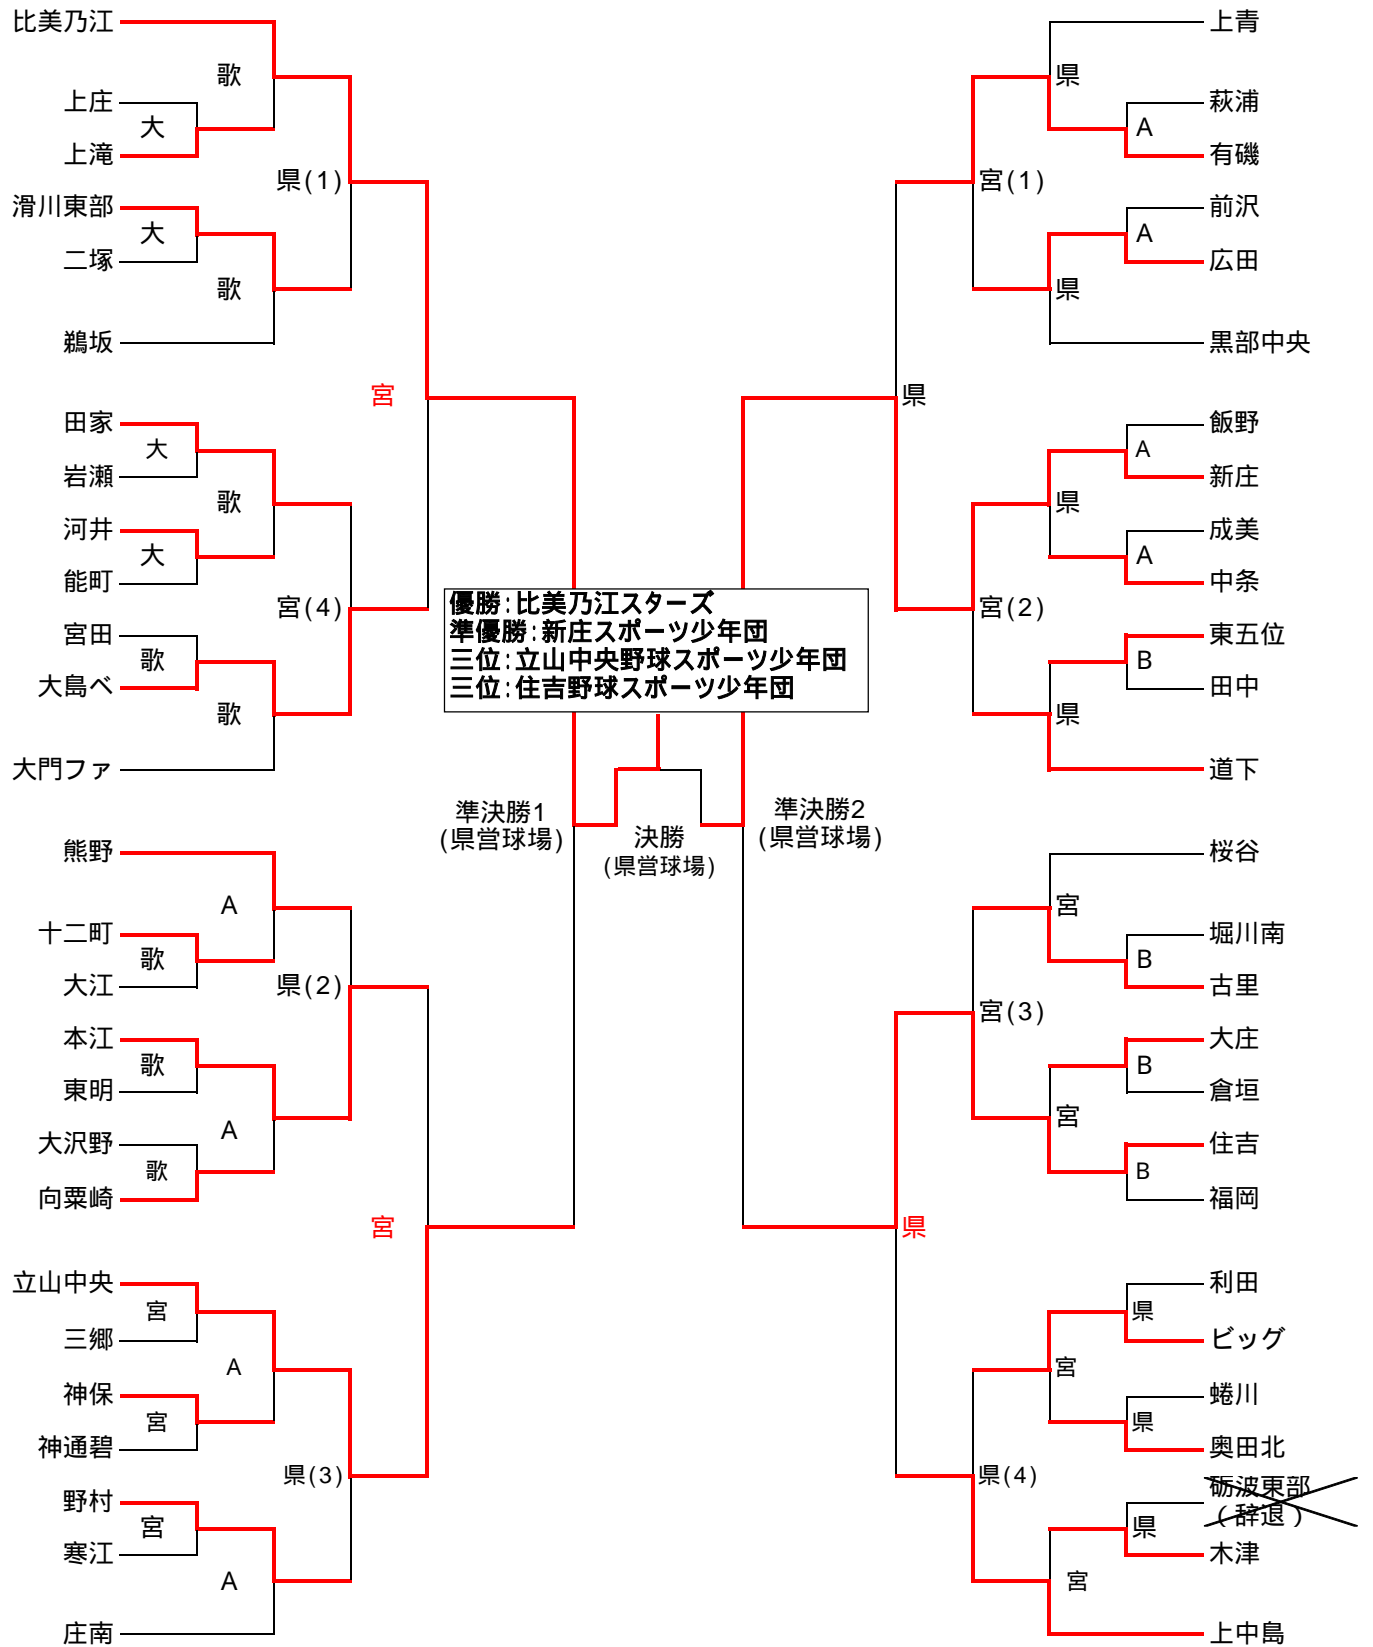 比美乃江
歌
上庄
大
上滝
県(1)
滑川東部
大
二塚
歌
鵜坂
宮
田家
大
岩瀬
歌
河井
大
能町
宮(4)
宮田
歌
大島ベ
歌
大門ファ
熊野
A
十二町
歌
大江
県(2)
本江
歌
東明
A
大沢野
歌
向粟崎
宮
立山中央
宮
三郷
A
神保
宮
神通碧
県(3)
野村
宮
寒江
A
庄南
優勝:比美乃江スターズ
準優勝:新庄スポーツ少年団
三位:立山中央野球スポーツ少年団
三位:住吉野球スポーツ少年団
準決勝1
(県営球場)
決勝
(県営球場)
準決勝2
(県営球場)
上青
県
萩浦
A
有磯
宮(1)
前沢
A
広田
県
黒部中央
県
飯野
A
新庄
県
成美
A
中条
宮(2)
東五位
B
田中
県
道下
桜谷
宮
堀川南
B
古里
宮(3)
大庄
B
倉垣
宮
住吉
B
福岡
県
利田
県
ビッグ
宮
蜷川
県
奥田北
県(4)
砺波東部
(辞退)
県
木津
宮
上中島